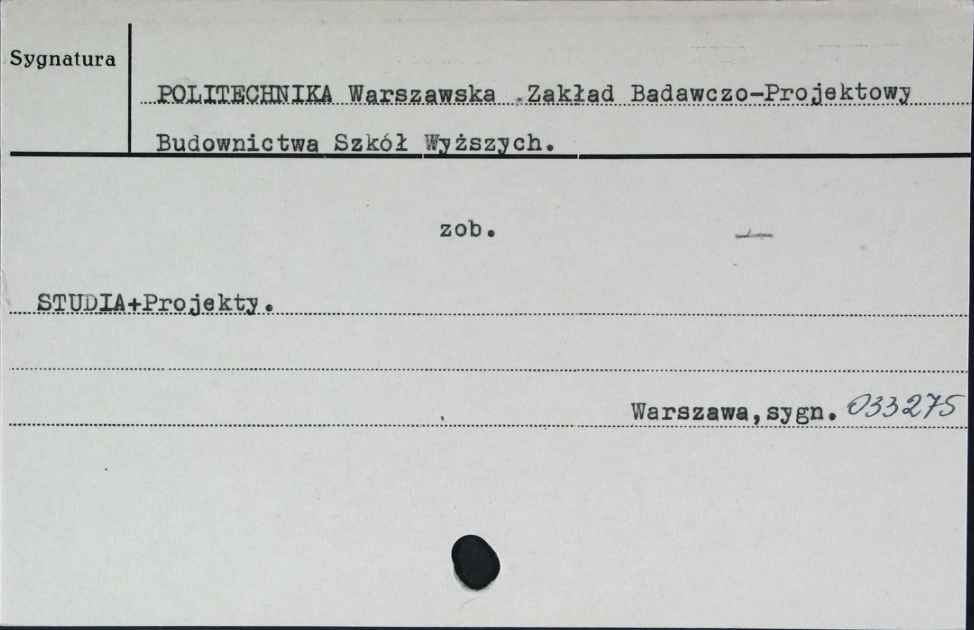 Sygnatura
POLITECHNIKA Warszawska .Zakład Badawczo-Projektowy
Budownictwa Szkół Wyższych.
zob.
STUDIA+Projekty.
Warszawa,sygn. 033275